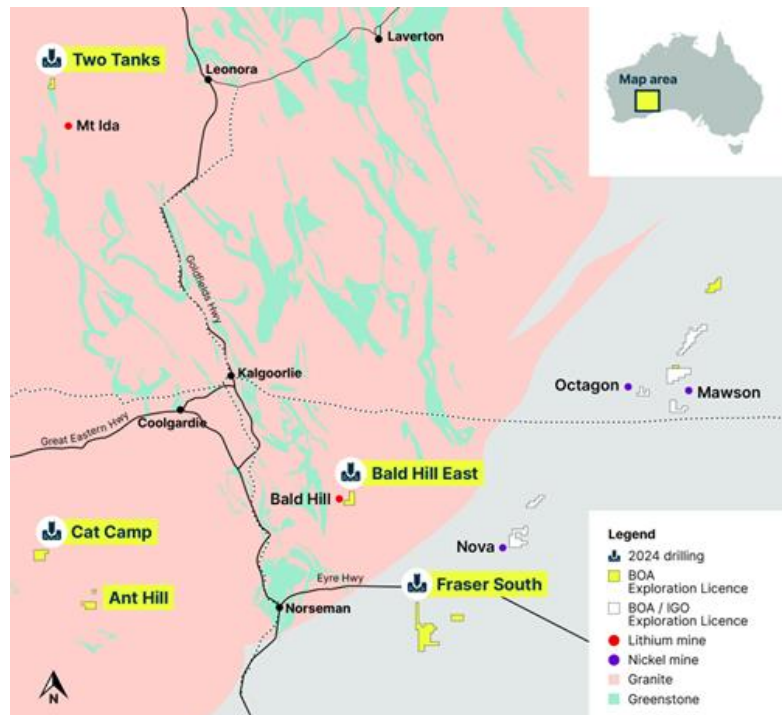 Two Tanks
Laverton
Leonora
Map area
Mt Ida
Goldfields Hwy
Kalgoorlie
Octagon
Mawson
Coolgardie
Great Eastern Hwy
Bald Hill East
Bald Hill
Cat Camp
Nova
Ant Hill
Eyre Hwy
Fraser South
Norseman
Legend
2024 drilling
BOA
Exploration Licence
BOA / IGO
Exploration Licence
Lithium mine
Nickel mine
Granite
Greenstone
N